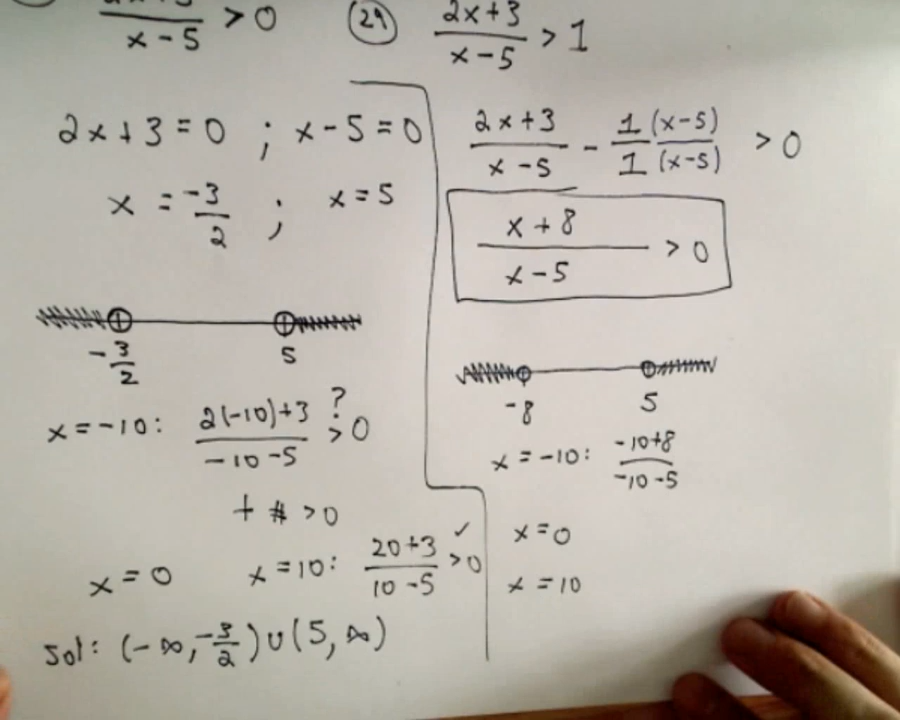 x - 5 > 0
2x+3 = 0 ; x-5 = 0
x = -3/2 ; x = 5
-3/2 5
x = -10: 2(-10)+3 / -10-5 ?> 0
+ # > 0
x = 0 x = 10: 20+3 / 10-5 > 0 ✓
Sol: (-∞, -3/2) ∪ (5, ∞)
29 2x+3 / x-5 > 1
2x+3 / x-5 - 1(x-5) / 1(x-5) > 0
x+8 / x-5 > 0
-8 5
x = -10: -10+8 / -10-5
x = 0
x = 10